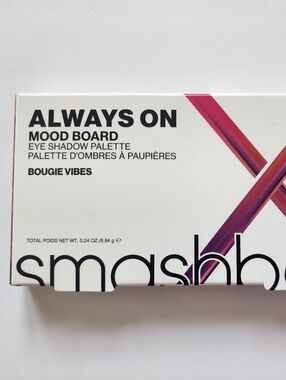 ALWAYS ON
MOOD BOARD
EYE SHADOW PALETTE
PALETTE D'OMBRES À PAUPIÈRES
BOUGIE VIBES
TOTAL POIDS NET WT. 0.24 OZ./6.84 g ℮
smashb